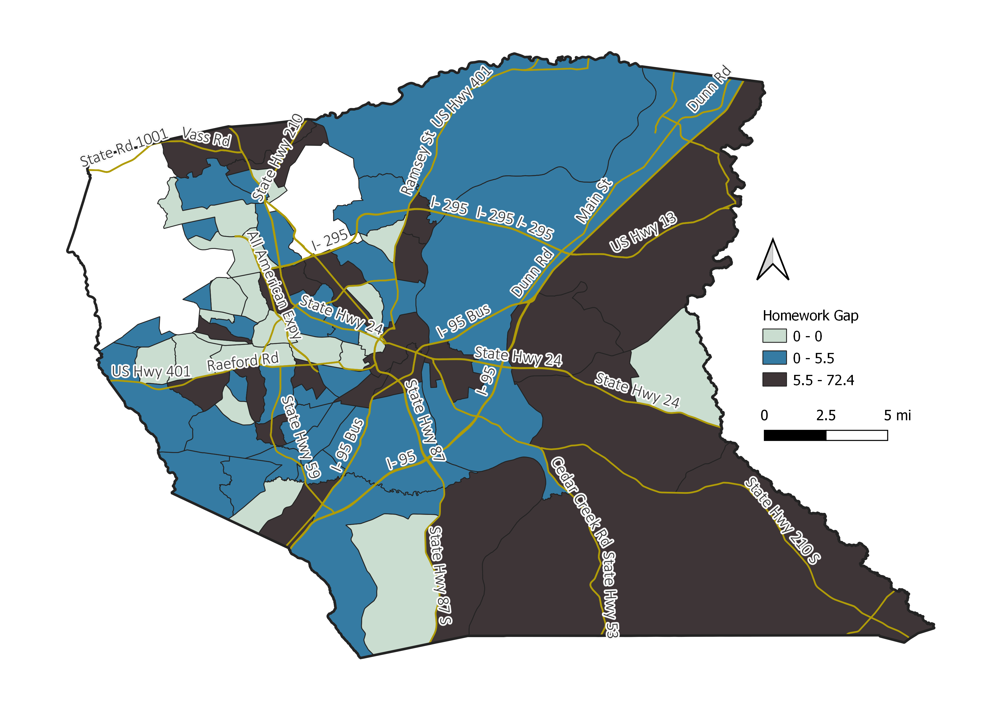 State Rd 1001
Vass Rd
State Hwy 210
Ramsey St
US Hwy 401
Dunn Rd
Main St
I- 295
I- 295
I- 295
I- 295
US Hwy 13
All American Expy
Dunn Rd
State Hwy 24
I- 95 Bus
State Hwy 24
US Hwy 401
Raeford Rd
I- 95
State Hwy 24
State Hwy 59
State Hwy 87
I- 95 Bus
I- 95
Cedar Creek Rd
State Hwy 210 S
State Hwy 87 S
State Hwy 53
Homework Gap
0 - 0
0 - 5.5
5.5 - 72.4
0 2.5 5 mi